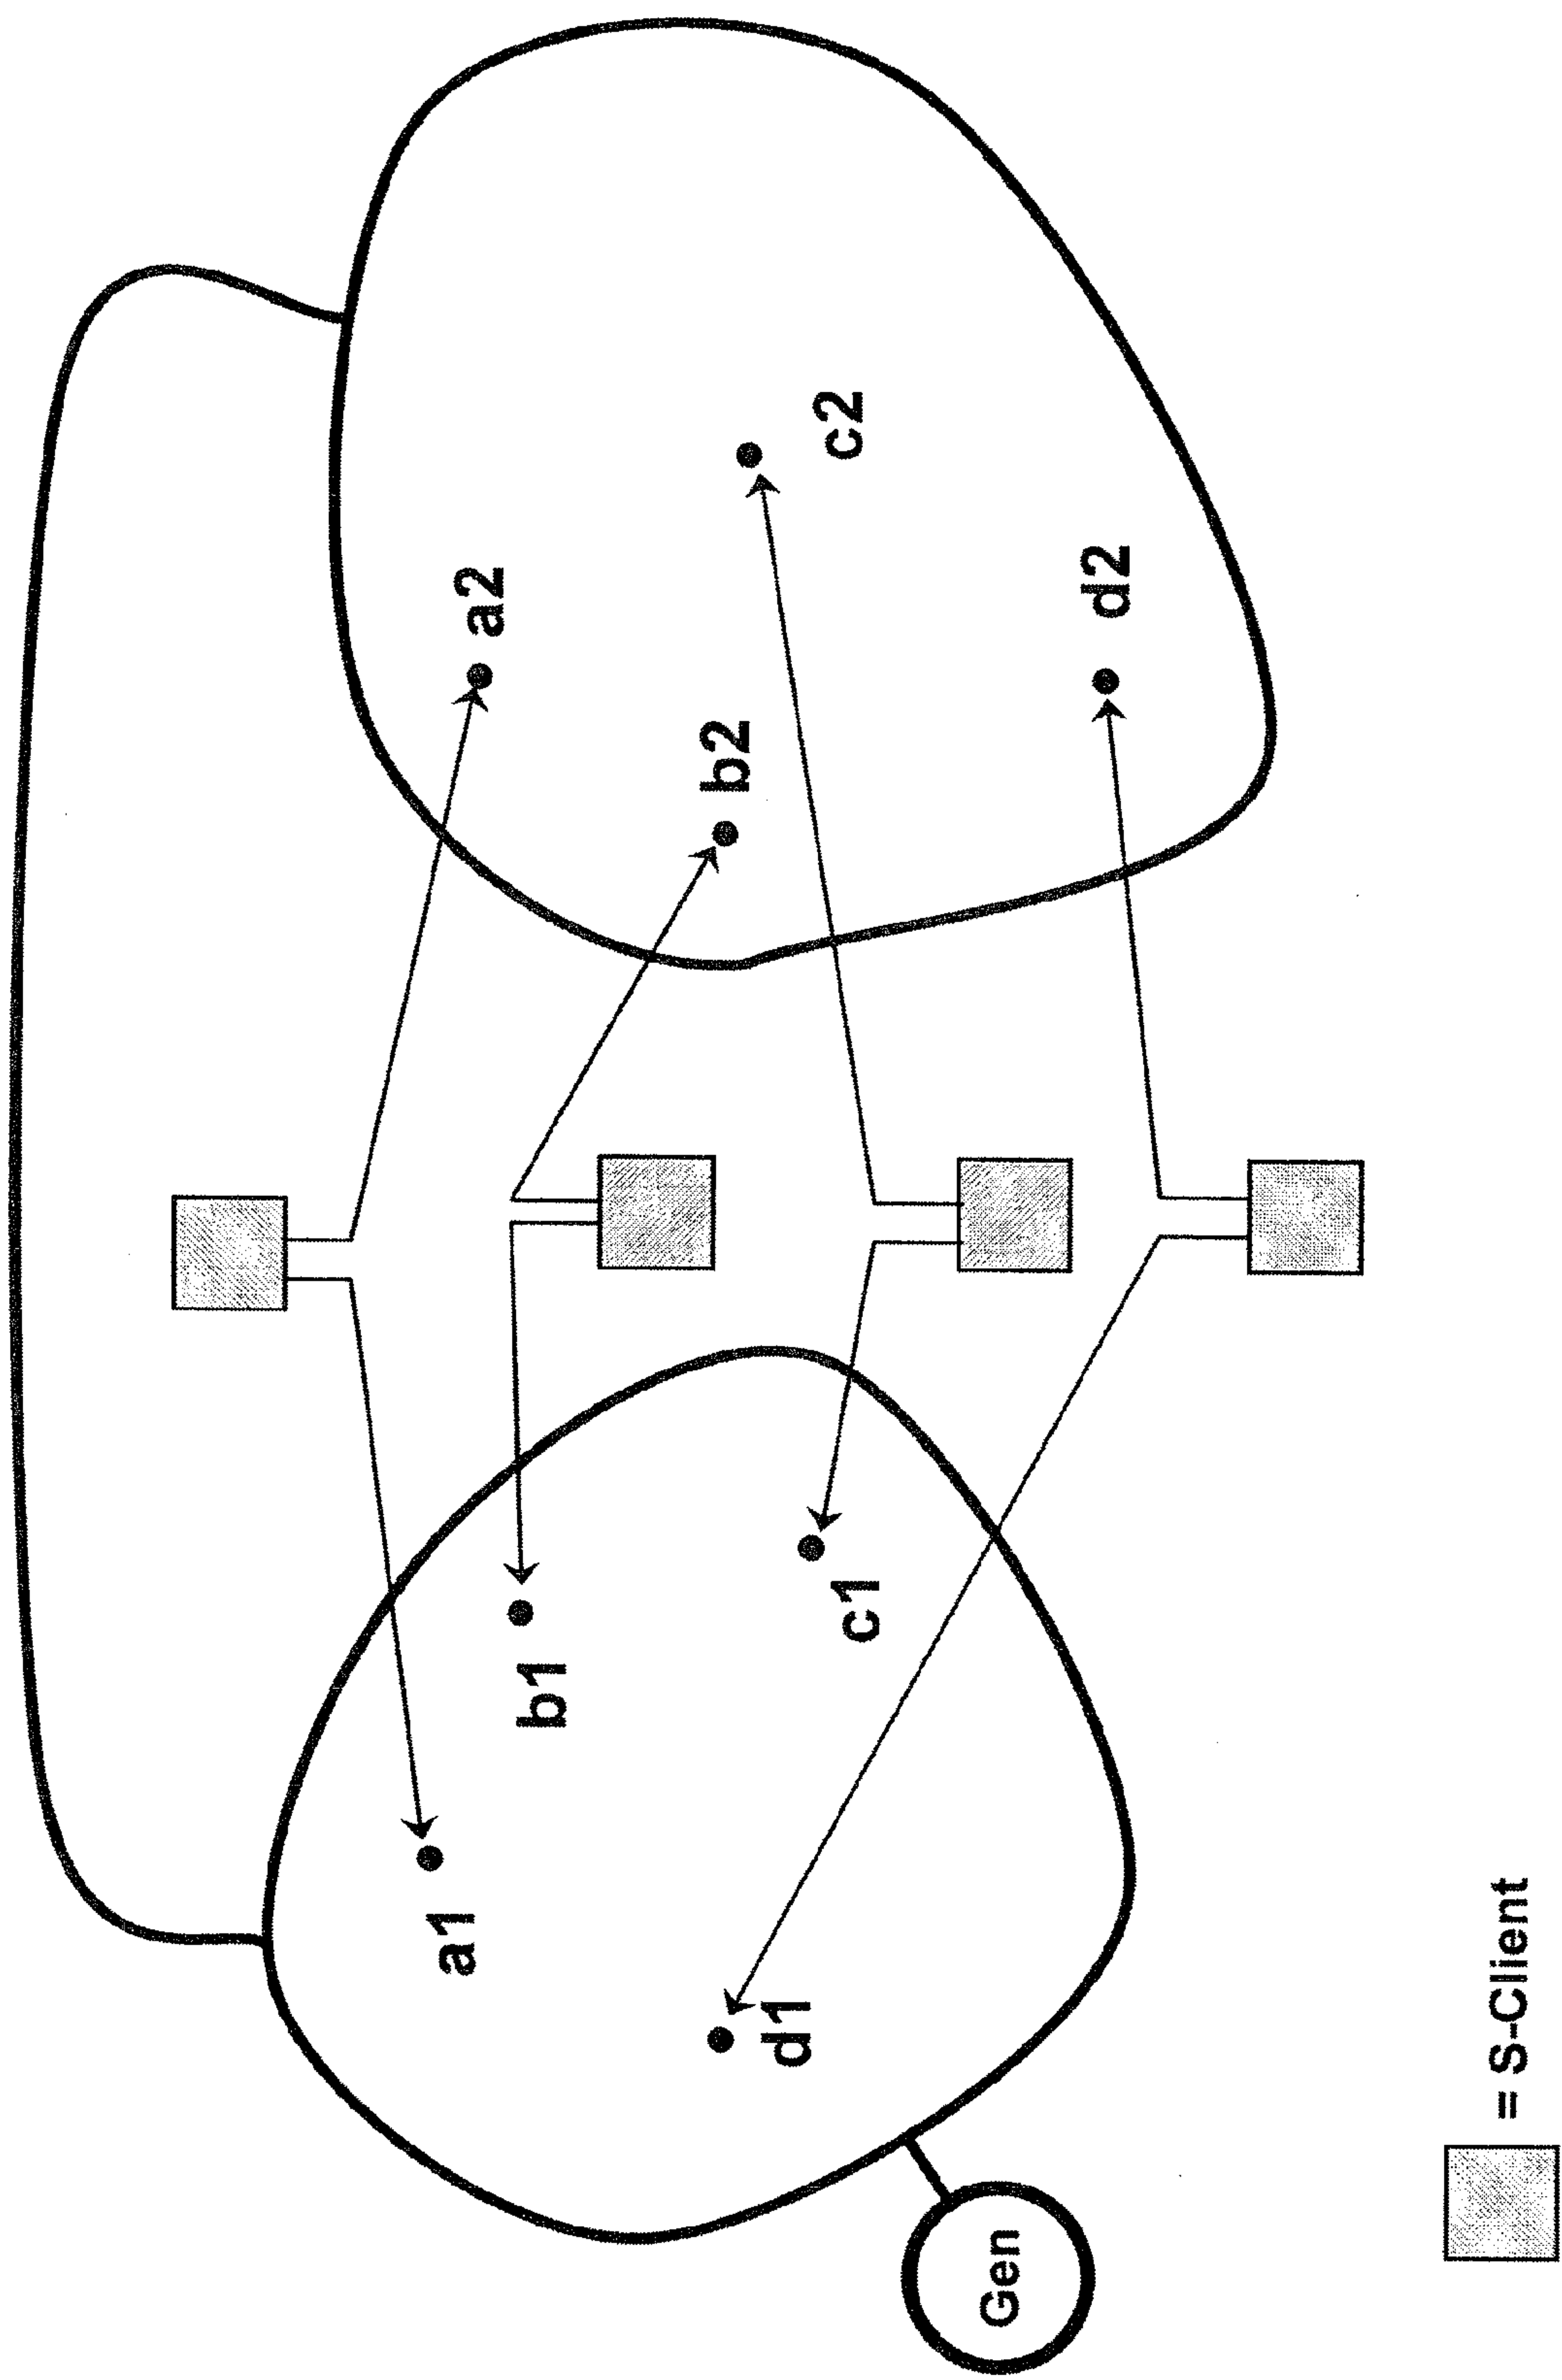 a1
a2
b1
b2
c1
c2
d1
d2
Gen
= S-Client